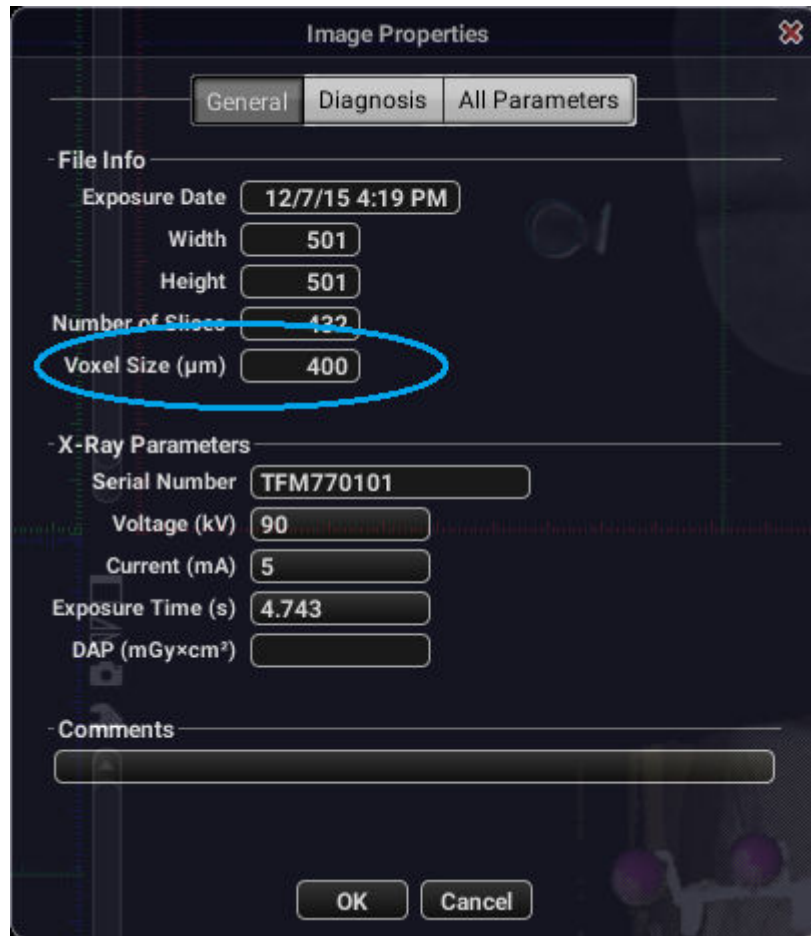 Image Properties
General Diagnosis All Parameters
File Info
Exposure Date 12/7/15 4:19 PM
Width 501
Height 501
Number of Slices 432
Voxel Size (µm) 400
X-Ray Parameters
Serial Number TFM770101
Voltage (kV) 90
Current (mA) 5
Exposure Time (s) 4.743
DAP (mGy×cm²)
Comments
OK Cancel